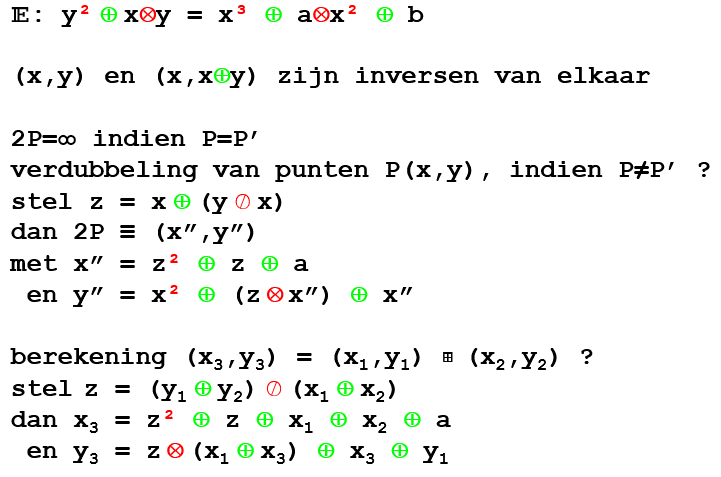 𝔼: y² ⊕ x⊗y = x³ ⊕ a⊗x² ⊕ b
(x,y) en (x,x⊕y) zijn inversen van elkaar
2P=∞ indien P=P′
verdubbeling van punten P(x,y), indien P≠P′ ?
stel z = x ⊕ (y ⊘ x)
dan 2P ≡ (x″,y″)
met x″ = z² ⊕ z ⊕ a
en y″ = x² ⊕ (z⊗x″) ⊕ x″
berekening (x₃,y₃) = (x₁,y₁) ⊞ (x₂,y₂) ?
stel z = (y₁⊕y₂) ⊘ (x₁⊕x₂)
dan x₃ = z² ⊕ z ⊕ x₁ ⊕ x₂ ⊕ a
en y₃ = z⊗(x₁⊕x₃) ⊕ x₃ ⊕ y₁